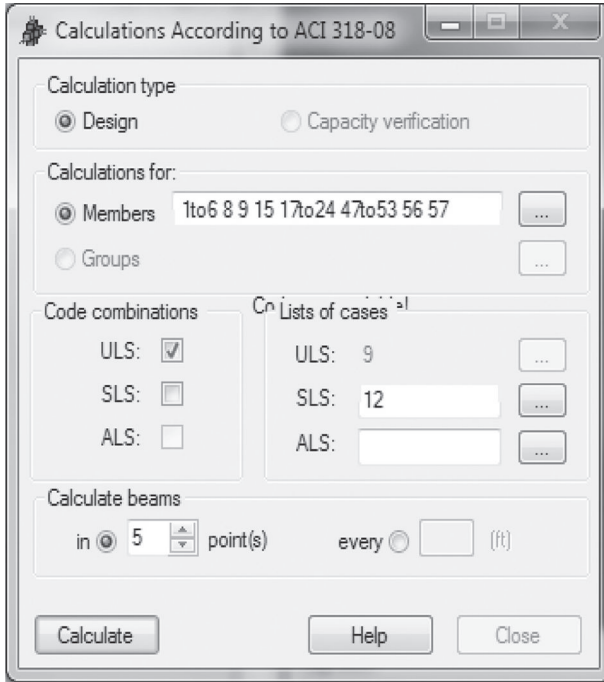 Calculations According to ACI 318-08
Calculation type
Design Capacity verification
Calculations for:
Members 1to6 8 9 15 17to24 47to53 56 57 ...
Groups ...
Code combinations Lists of cases
ULS: ULS: 9 ...
SLS: SLS: 12 ...
ALS: ALS: ...
Calculate beams
in 5 point(s) every (ft)
Calculate Help Close